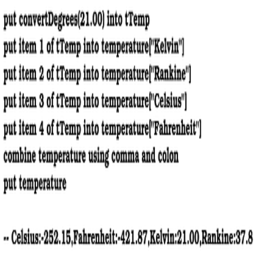 put convertDegrees(21.00) into tTemp
put item 1 of tTemp into temperature["Kelvin"]
put item 2 of tTemp into temperature["Rankine"]
put item 3 of tTemp into temperature["Celsius"]
put item 4 of tTemp into temperature["Fahrenheit"]
combine temperature using comma and colon
put temperature
-- Celsius:-252.15,Fahrenheit:-421.87,Kelvin:21.00,Rankine:37.8